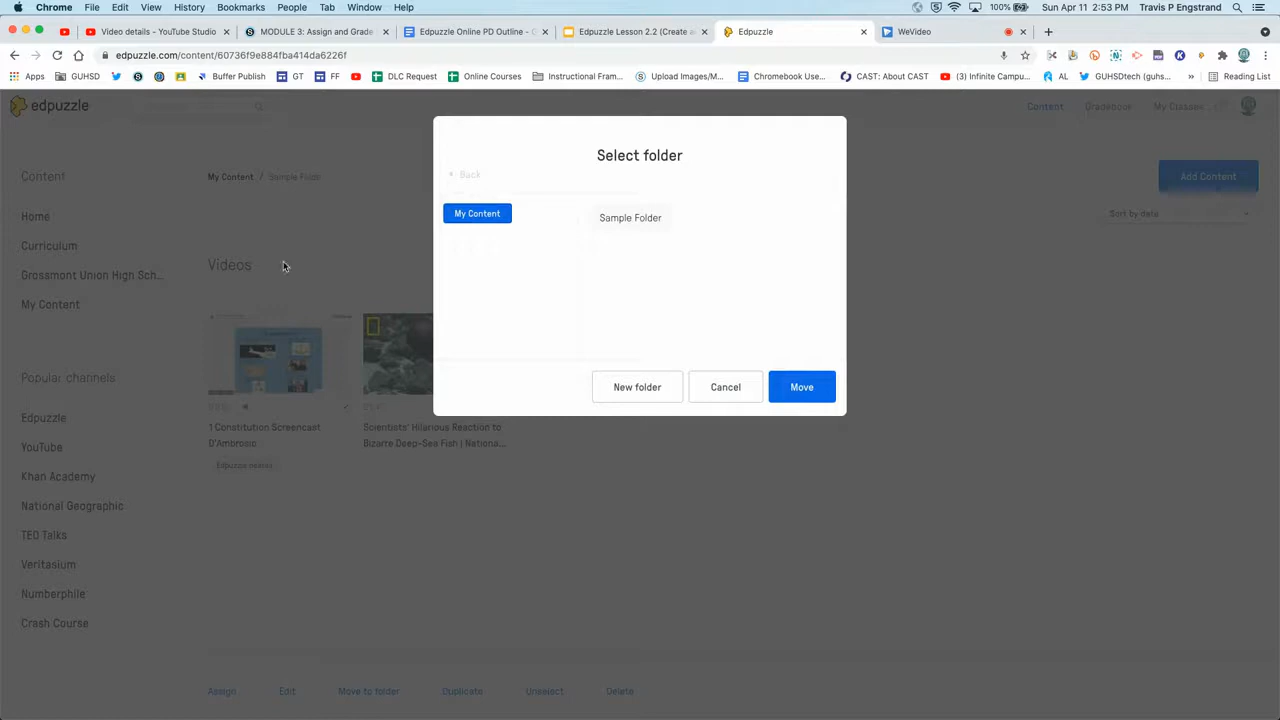 Chrome File Edit View History Bookmarks People Tab Window Help 100% Sun Apr 11 2:53 PM Travis P Engstrand
Video details - YouTube Studio MODULE 3: Assign and Grade Edpuzzle Online PD Outline - Edpuzzle Lesson 2.2 (Create a Edpuzzle WeVideo
edpuzzle.com/content/60736f9e884fba414da6226f
Apps GUHSD Buffer Publish GT FF DLC Request Online Courses Instructional Fram... Upload Images/M... Chromebook Use... CAST: About CAST (3) Infinite Campu... AL GUHSDtech (guhs... » Reading List
edpuzzle Content Gradebook My Classes
Select folder
Back
Content My Content / Sample Folde Add Content
My Content Sample Folder Sort by date
Home
Curriculum
Videos
Grossmont Union High Sch...
My Content
Popular channels
New folder Cancel Move
Edpuzzle
1 Constitution Screencast D'Ambrosio
Scientists' Hilarious Reaction to Bizarre Deep-Sea Fish | Nationa...
YouTube
Khan Academy
National Geographic
TED Talks
Veritasium
Numberphile
Crash Course
Assign Edit Move to folder Duplicate Unselect Delete